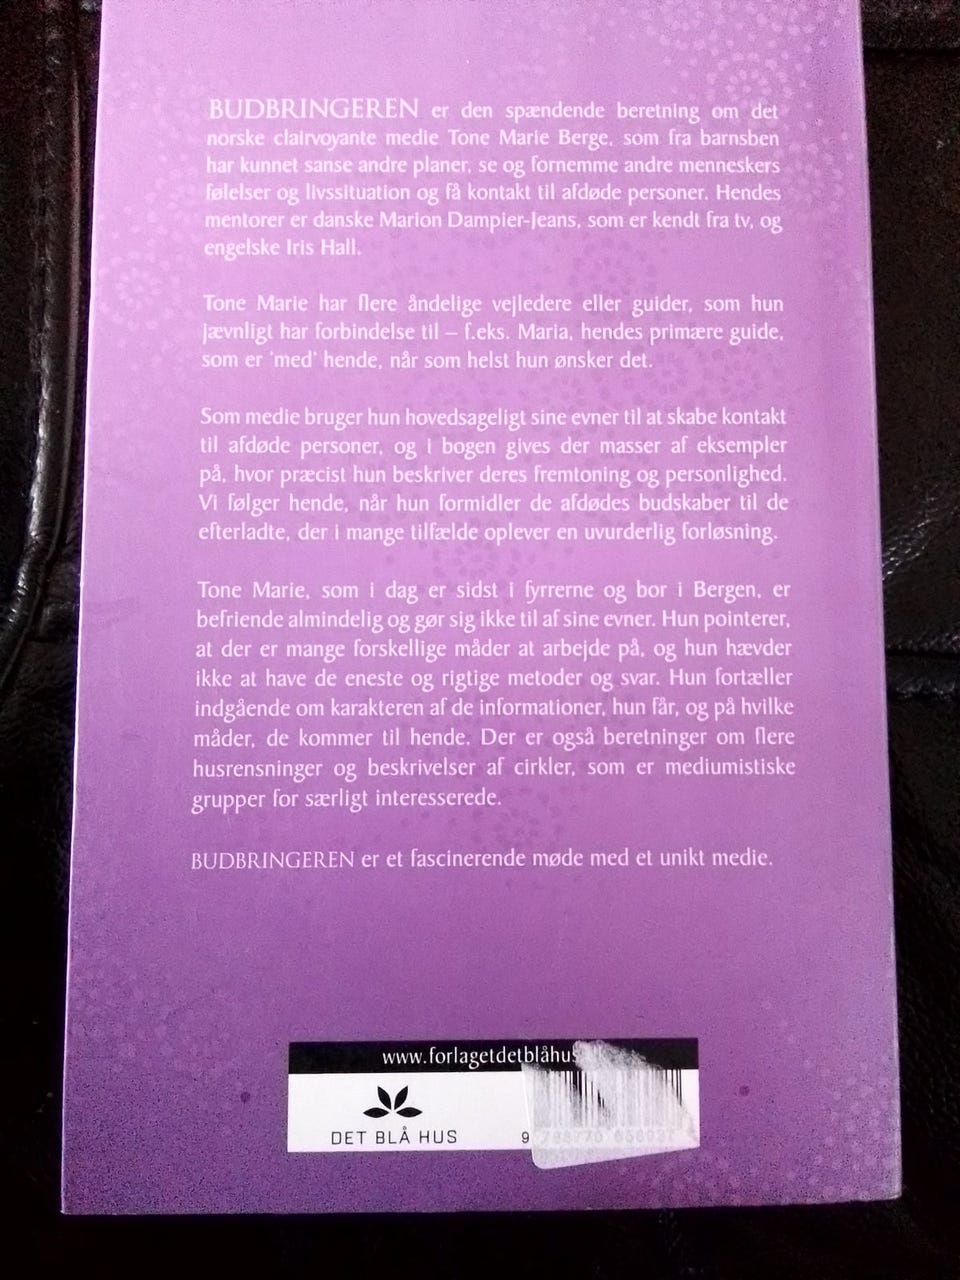 BUDBRINGEREN er den spændende beretning om det
norske clairvoyante medie Tone Marie Berge, som fra barnsben
har kunnet sanse andre planer, se og fornemme andre menneskers
følelser og livssituation og få kontakt til afdøde personer. Hendes
mentorer er danske Marion Dampier-Jeans, som er kendt fra tv, og
engelske Iris Hall.
Tone Marie har flere åndelige vejledere eller guider, som hun
jævnligt har forbindelse til – f.eks. Maria, hendes primære guide,
som er 'med' hende, når som helst hun ønsker det.
Som medie bruger hun hovedsageligt sine evner til at skabe kontakt
til afdøde personer, og i bogen gives der masser af eksempler
på, hvor præcist hun beskriver deres fremtoning og personlighed.
Vi følger hende, når hun formidler de afdødes budskaber til de
efterladte, der i mange tilfælde oplever en uvurderlig forløsning.
Tone Marie, som i dag er sidst i fyrrerne og bor i Bergen, er
befriende almindelig og gør sig ikke til af sine evner. Hun pointerer,
at der er mange forskellige måder at arbejde på, og hun hævder
ikke at have de eneste og rigtige metoder og svar. Hun fortæller
indgående om karakteren af de informationer, hun får, og på hvilke
måder, de kommer til hende. Der er også beretninger om flere
husrensninger og beskrivelser af cirkler, som er mediumistiske
grupper for særligt interesserede.
BUDBRINGEREN er et fascinerende møde med et unikt medie.
www.forlagetdetblåhus
DET BLÅ HUS
9